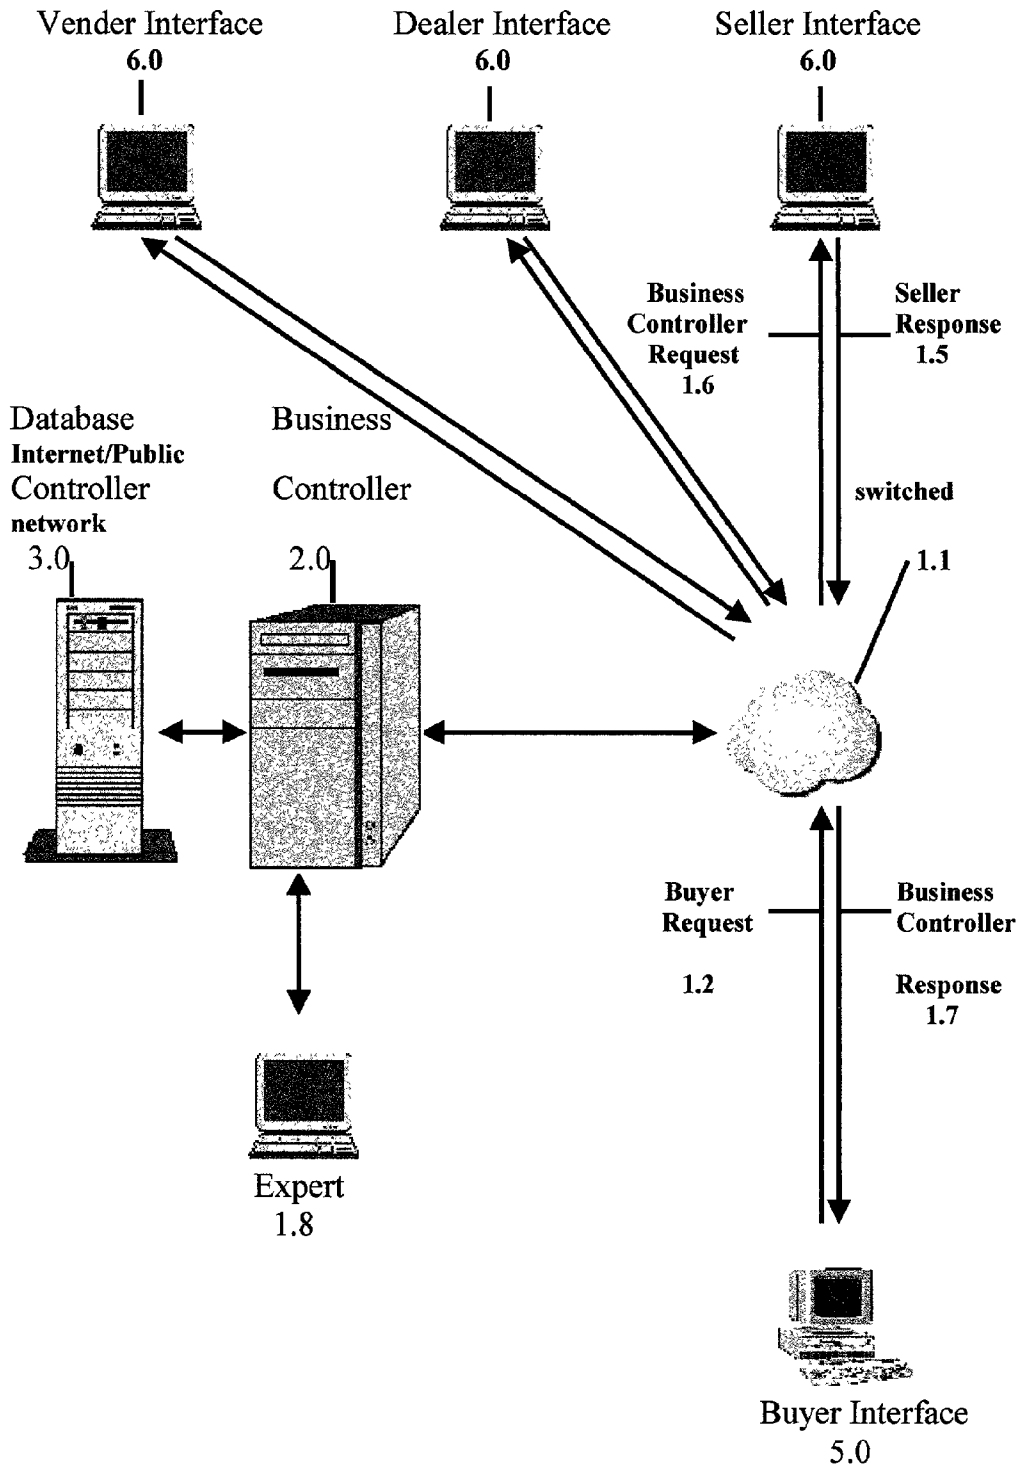 Vender Interface
6.0
Dealer Interface
6.0
Seller Interface
6.0
Business
Controller
Request
1.6
Seller
Response
1.5
Database
Internet/Public
Controller
network
3.0
Business
Controller
2.0
switched
1.1
Buyer
Request
1.2
Business
Controller
Response
1.7
Expert
1.8
Buyer Interface
5.0